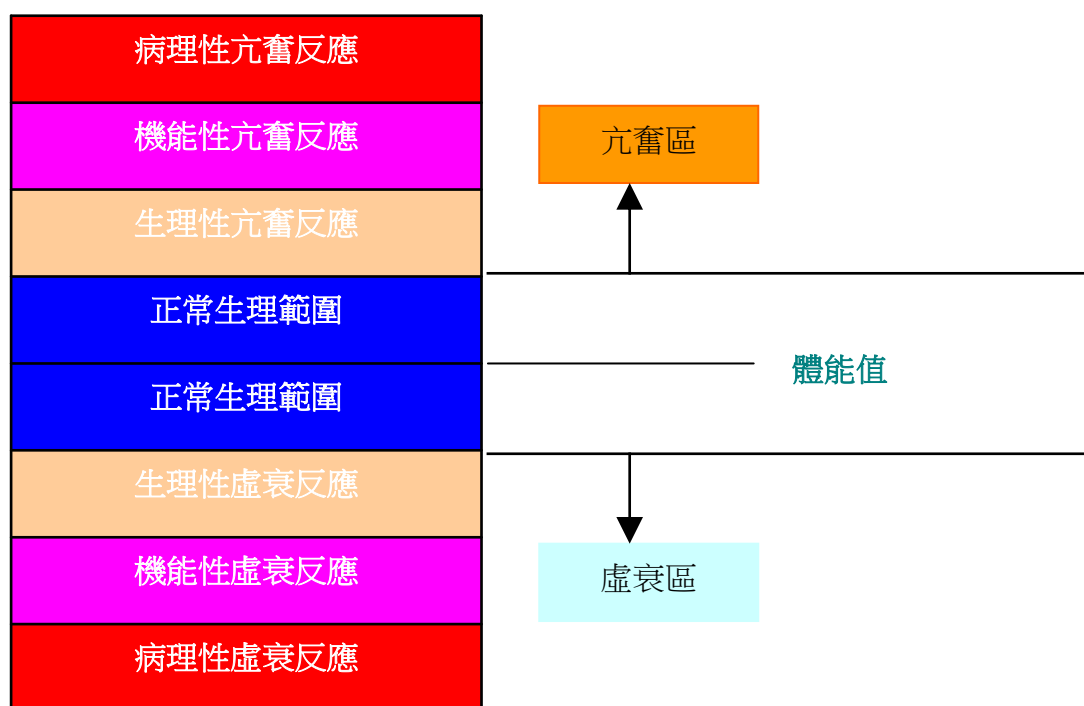 病理性亢奮反應
機能性亢奮反應
亢奮區
生理性亢奮反應
正常生理範圍
體能值
正常生理範圍
生理性虛衰反應
機能性虛衰反應
虛衰區
病理性虛衰反應